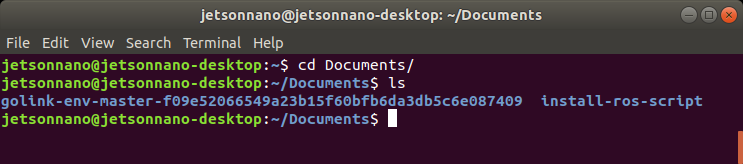 jetsonnano@jetsonnano-desktop: ~/Documents
File Edit View Search Terminal Help
jetsonnano@jetsonnano-desktop:~$ cd Documents/
jetsonnano@jetsonnano-desktop:~/Documents$ ls
golink-env-master-f09e52066549a23b15f60bfb6da3db5c6e087409  install-ros-script
jetsonnano@jetsonnano-desktop:~/Documents$